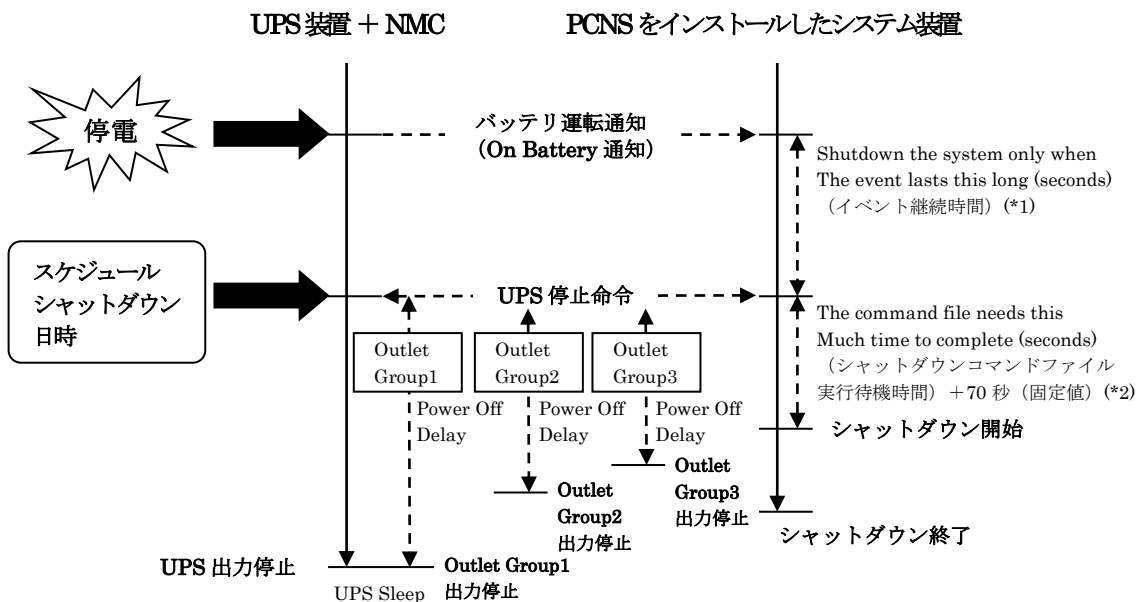 UPS 装置 ＋ NMC
PCNS をインストールしたシステム装置
停電
バッテリ運転通知
（On Battery 通知）
Shutdown the system only when
The event lasts this long (seconds)
（イベント継続時間）(*1)
スケジュール
シャットダウン
日時
UPS 停止命令
Outlet
Group1
Outlet
Group2
Outlet
Group3
The command file needs this
Much time to complete (seconds)
（シャットダウンコマンドファイル
実行待機時間）＋70 秒（固定値）(*2)
Power Off
Delay
Power Off
Delay
Power Off
Delay
シャットダウン開始
Outlet
Group3
出力停止
Outlet
Group2
出力停止
シャットダウン終了
UPS 出力停止
Outlet Group1
出力停止
UPS Sleep